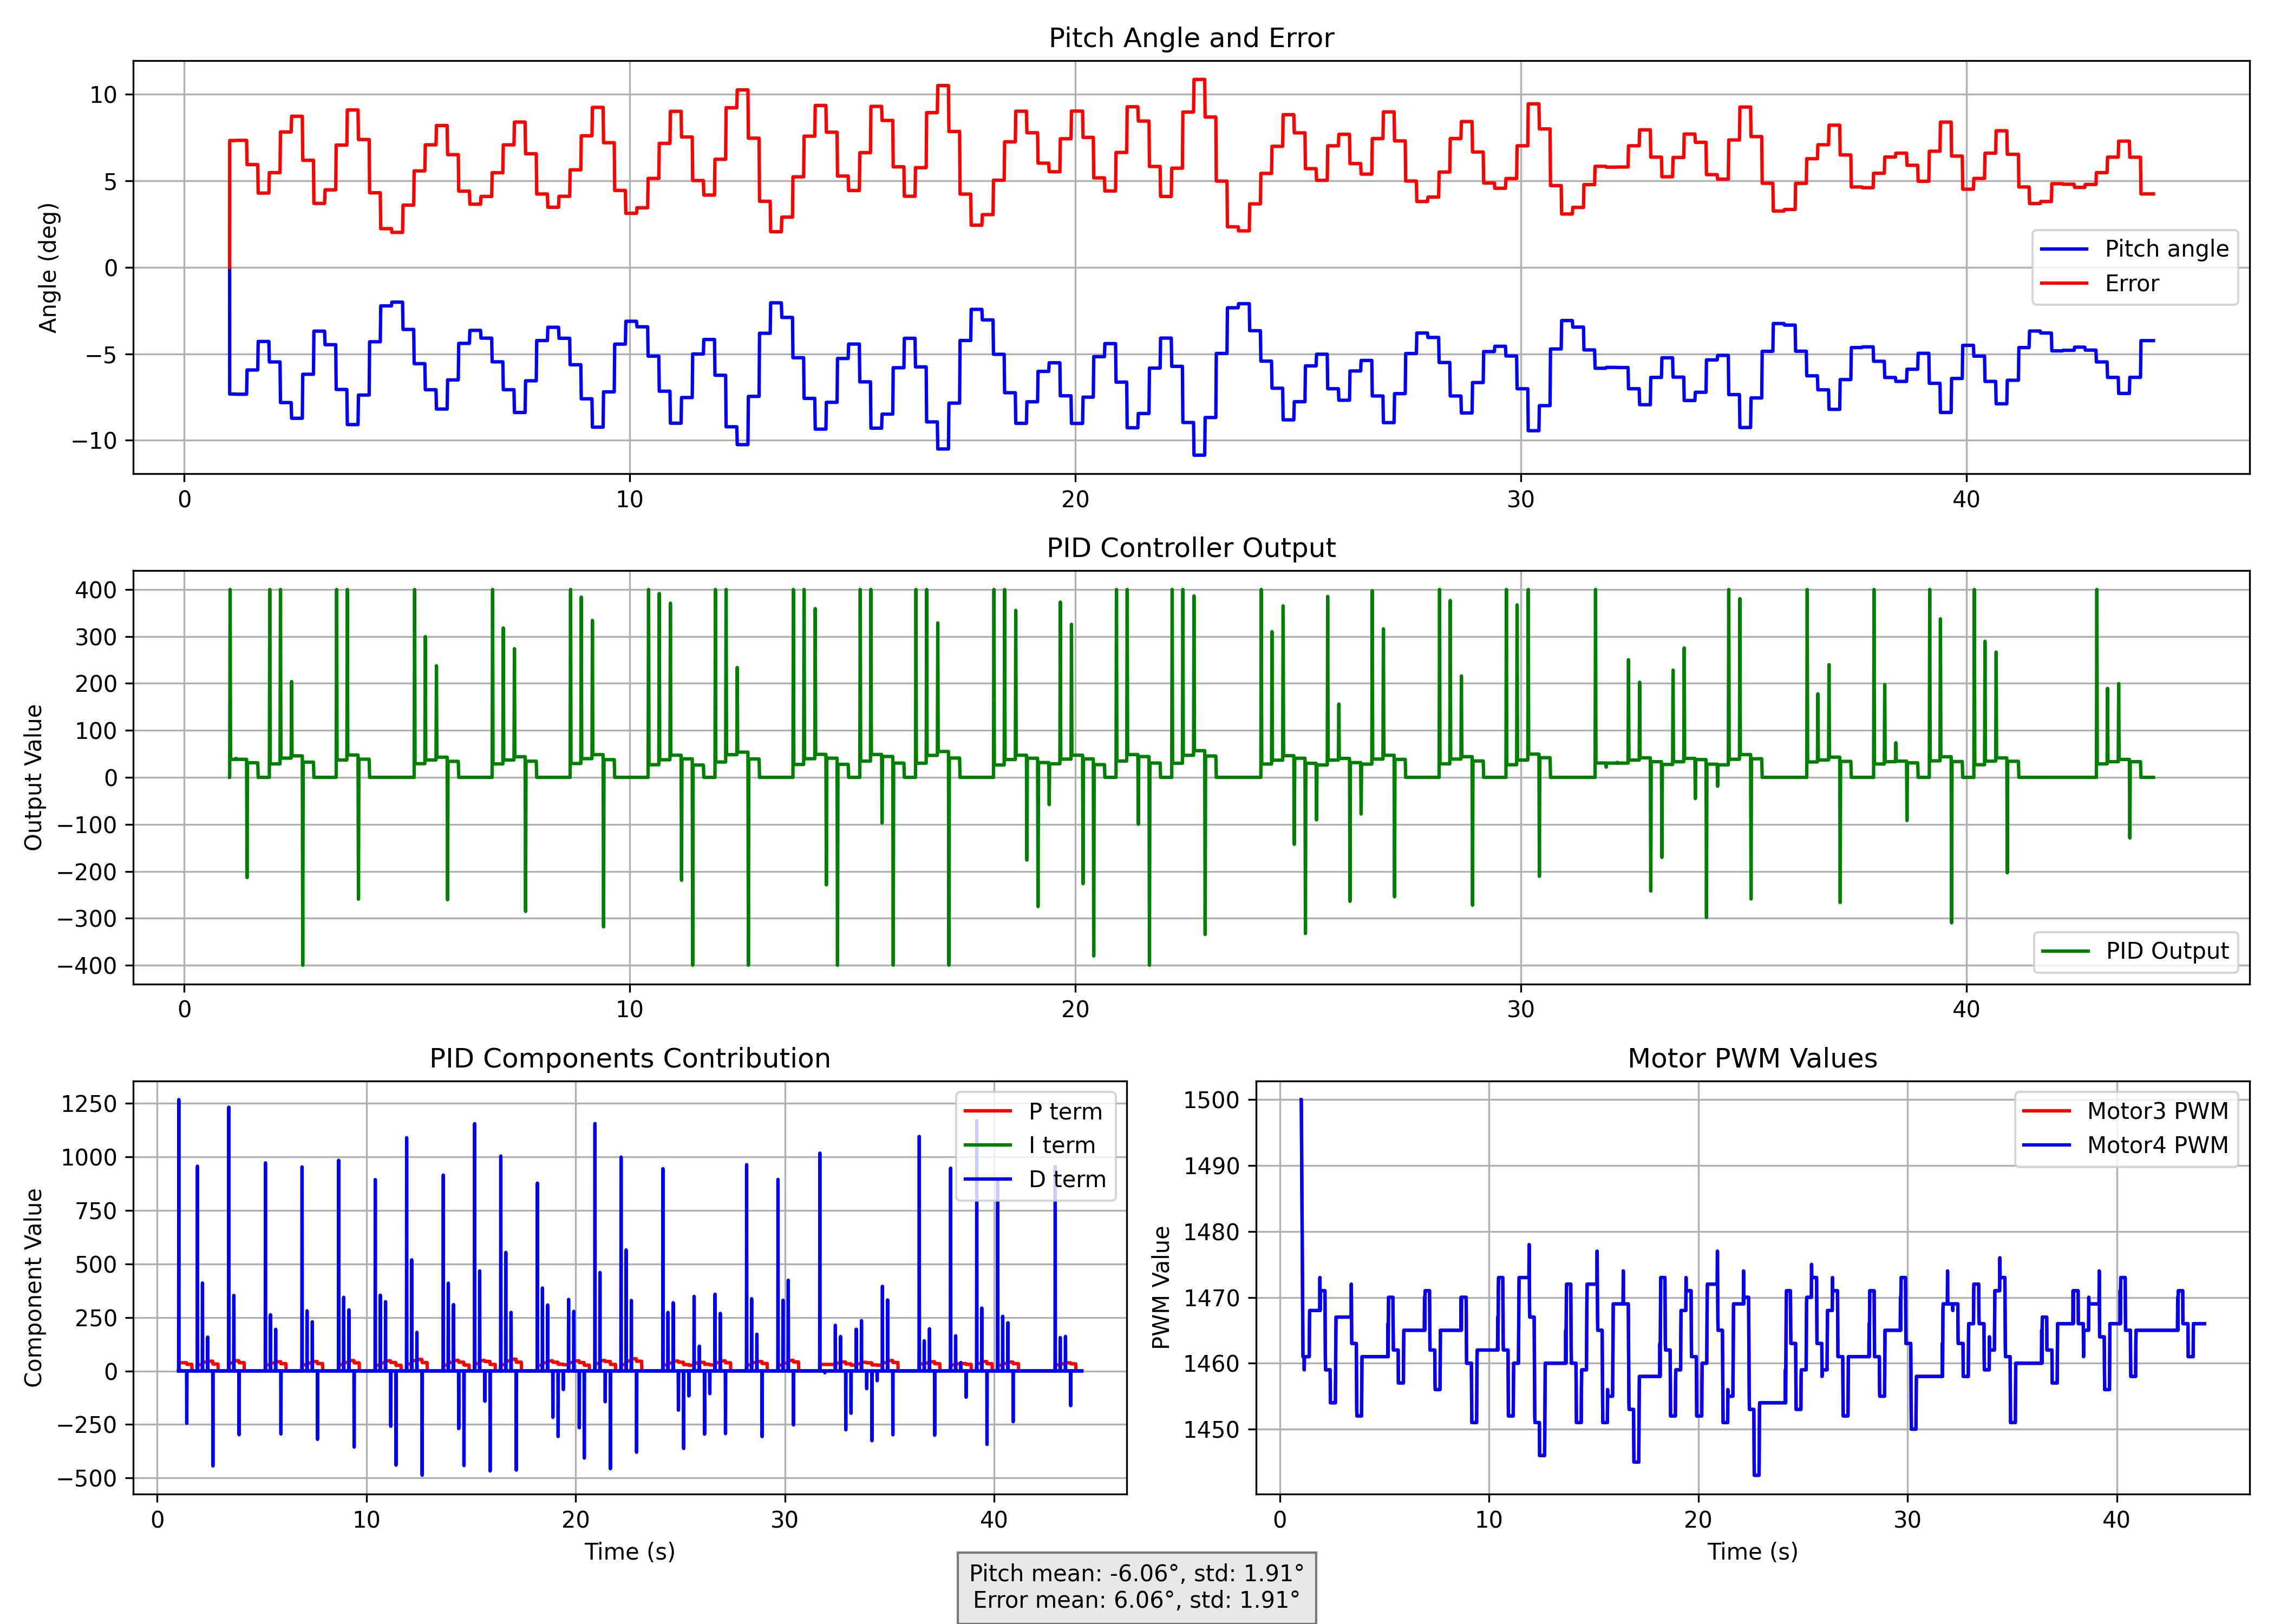 Pitch Angle and Error
Angle (deg)
10
5
0
−5
−10
Pitch angle
Error
0 10 20 30 40
PID Controller Output
Output Value
400
300
200
100
0
−100
−200
−300
−400
PID Output
0 10 20 30 40
PID Components Contribution
Component Value
1250
1000
750
500
250
0
−250
−500
P term
I term
D term
0 10 20 30 40
Time (s)
Motor PWM Values
PWM Value
1500
1490
1480
1470
1460
1450
Motor3 PWM
Motor4 PWM
0 10 20 30 40
Time (s)
Pitch mean: -6.06°, std: 1.91°
Error mean: 6.06°, std: 1.91°